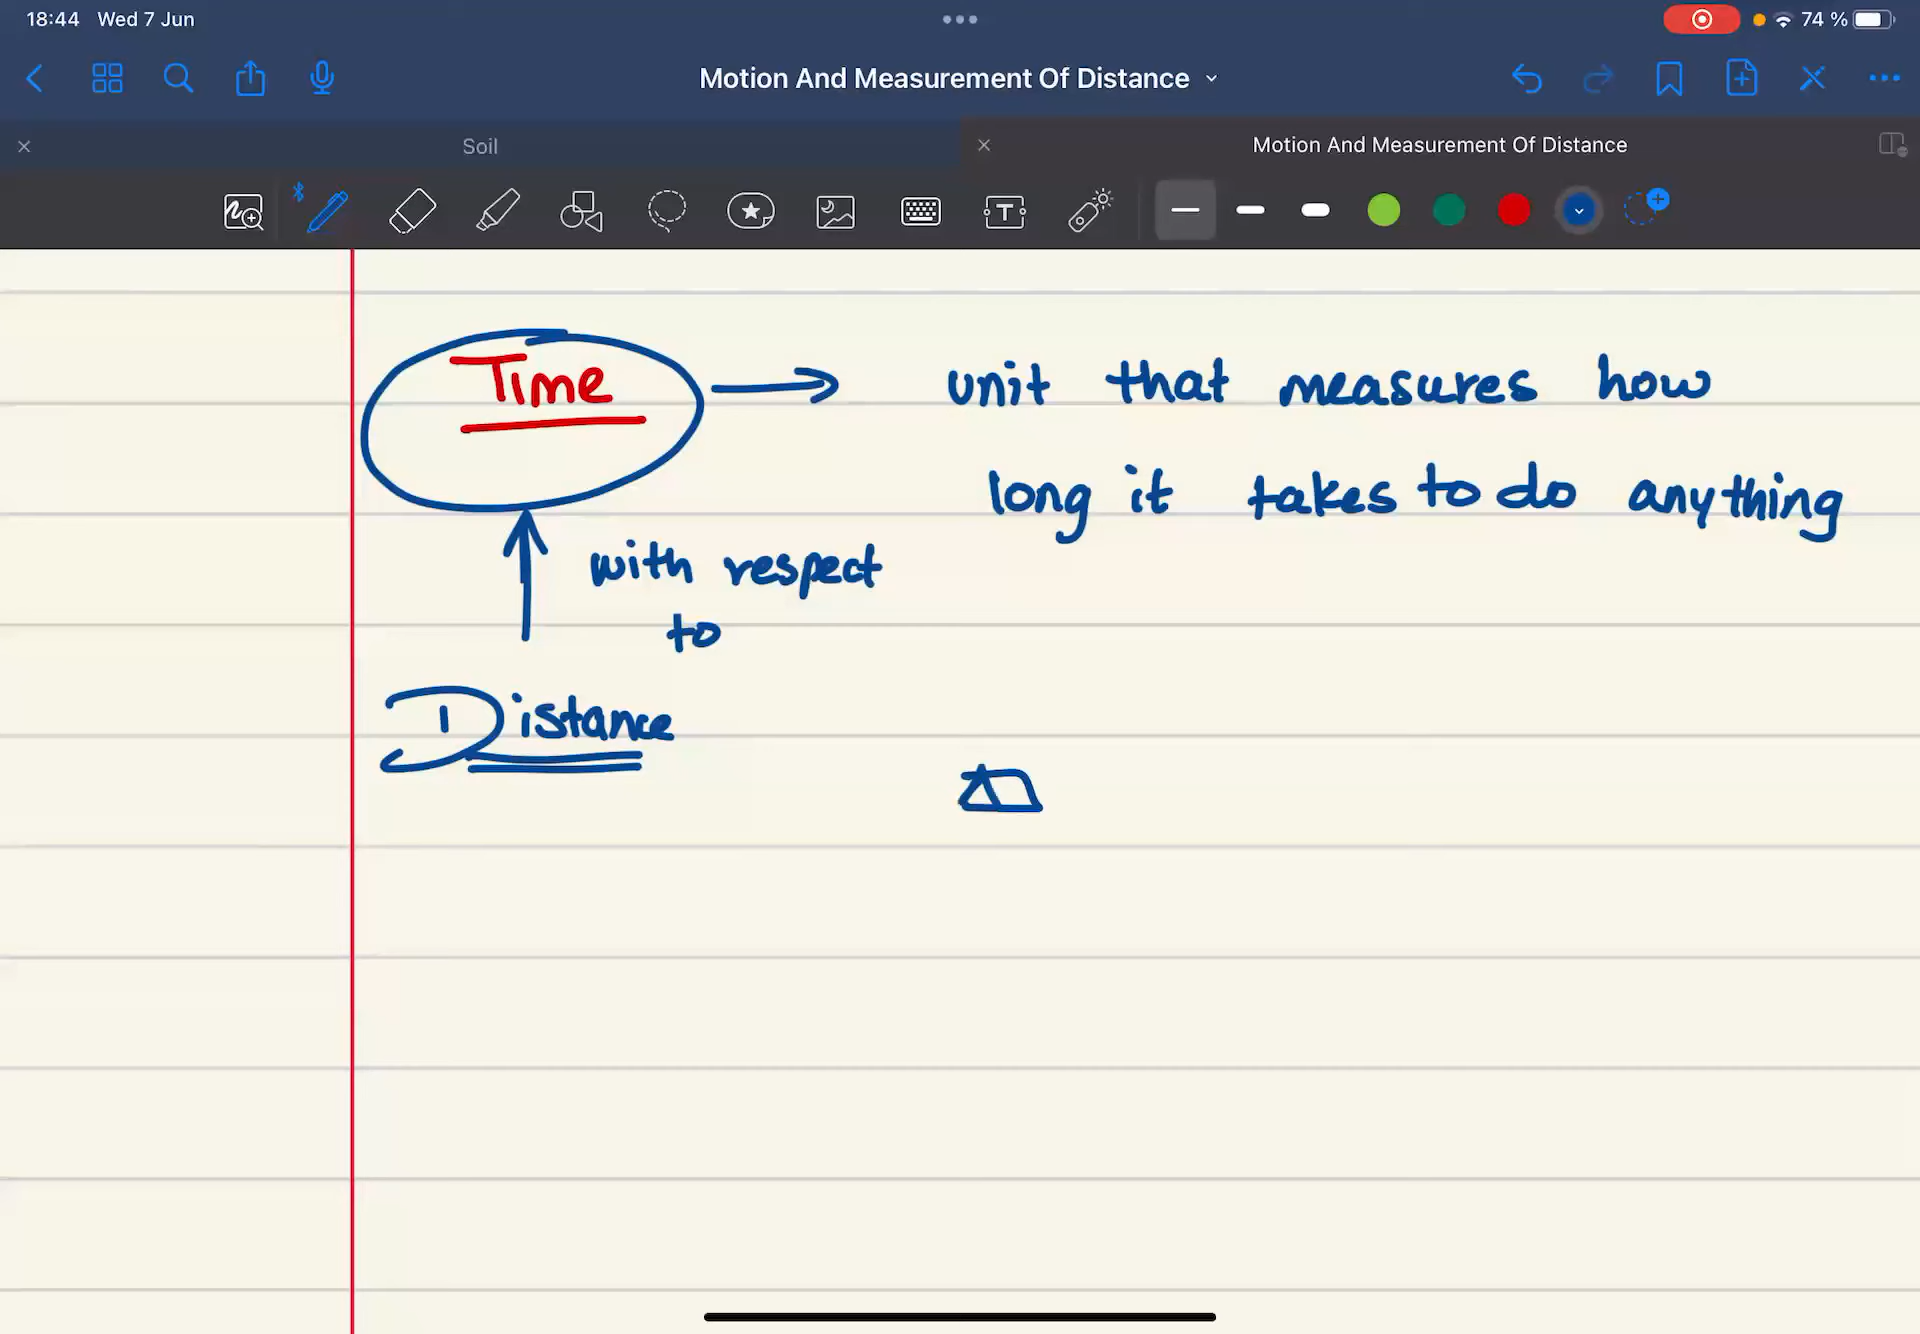 18:44 Wed 7 Jun
74 %
Motion And Measurement Of Distance
Soil
Motion And Measurement Of Distance
T
Time → unit that measures how
long it takes to do anything
with respect
to
Distance